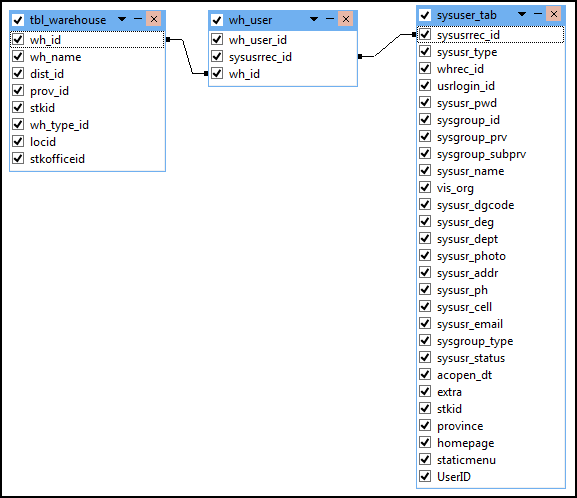 tbl_warehouse
wh_id
wh_name
dist_id
prov_id
stkid
wh_type_id
locid
stkofficeid
wh_user
wh_user_id
sysusrrec_id
wh_id
sysuser_tab
sysusrrec_id
sysusr_type
whrec_id
usrlogin_id
sysusr_pwd
sysgroup_id
sysgroup_prv
sysgroup_subprv
sysusr_name
vis_org
sysusr_dgcode
sysusr_deg
sysusr_dept
sysusr_photo
sysusr_addr
sysusr_ph
sysusr_cell
sysusr_email
sysgroup_type
sysusr_status
acopen_dt
extra
stkid
province
homepage
staticmenu
UserID